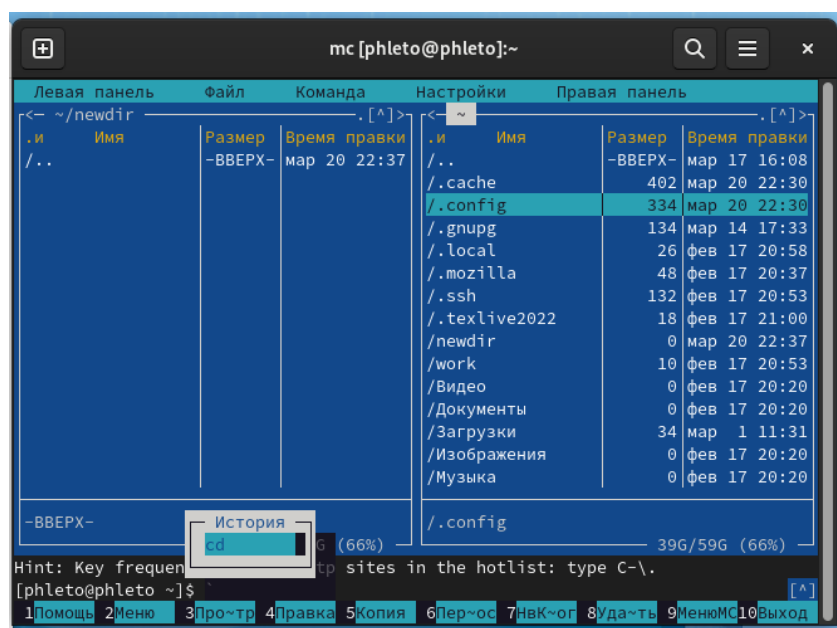 mc [phleto@phleto]:~
Левая панель Файл Команда Настройки Правая панель
<— ~/newdir .[^]> <— ~ .[^]>
.и Имя Размер Время правки .и Имя Размер Время правки
/.. -ВВЕРХ- мар 20 22:37 /.. -ВВЕРХ- мар 17 16:08
/.cache 402 мар 20 22:30
/.config 334 мар 20 22:30
/.gnupg 134 мар 14 17:33
/.local 26 фев 17 20:58
/.mozilla 48 фев 17 20:37
/.ssh 132 фев 17 20:53
/.texlive2022 18 фев 17 21:00
/newdir 0 мар 20 22:37
/work 10 фев 17 20:53
/Видео 0 фев 17 20:20
/Документы 0 фев 17 20:20
/Загрузки 34 мар 1 11:31
/Изображения 0 фев 17 20:20
/Музыка 0 фев 17 20:20
-ВВЕРХ- История /.config
cd G (66%) 39G/59G (66%)
Hint: Key frequen tp sites in the hotlist: type C-\.
[phleto@phleto ~]$ ` [^]
1Помощь 2Меню 3Про~тр 4Правка 5Копия 6Пер~ос 7НвК~ог 8Уда~ть 9МенюMC 10Выход